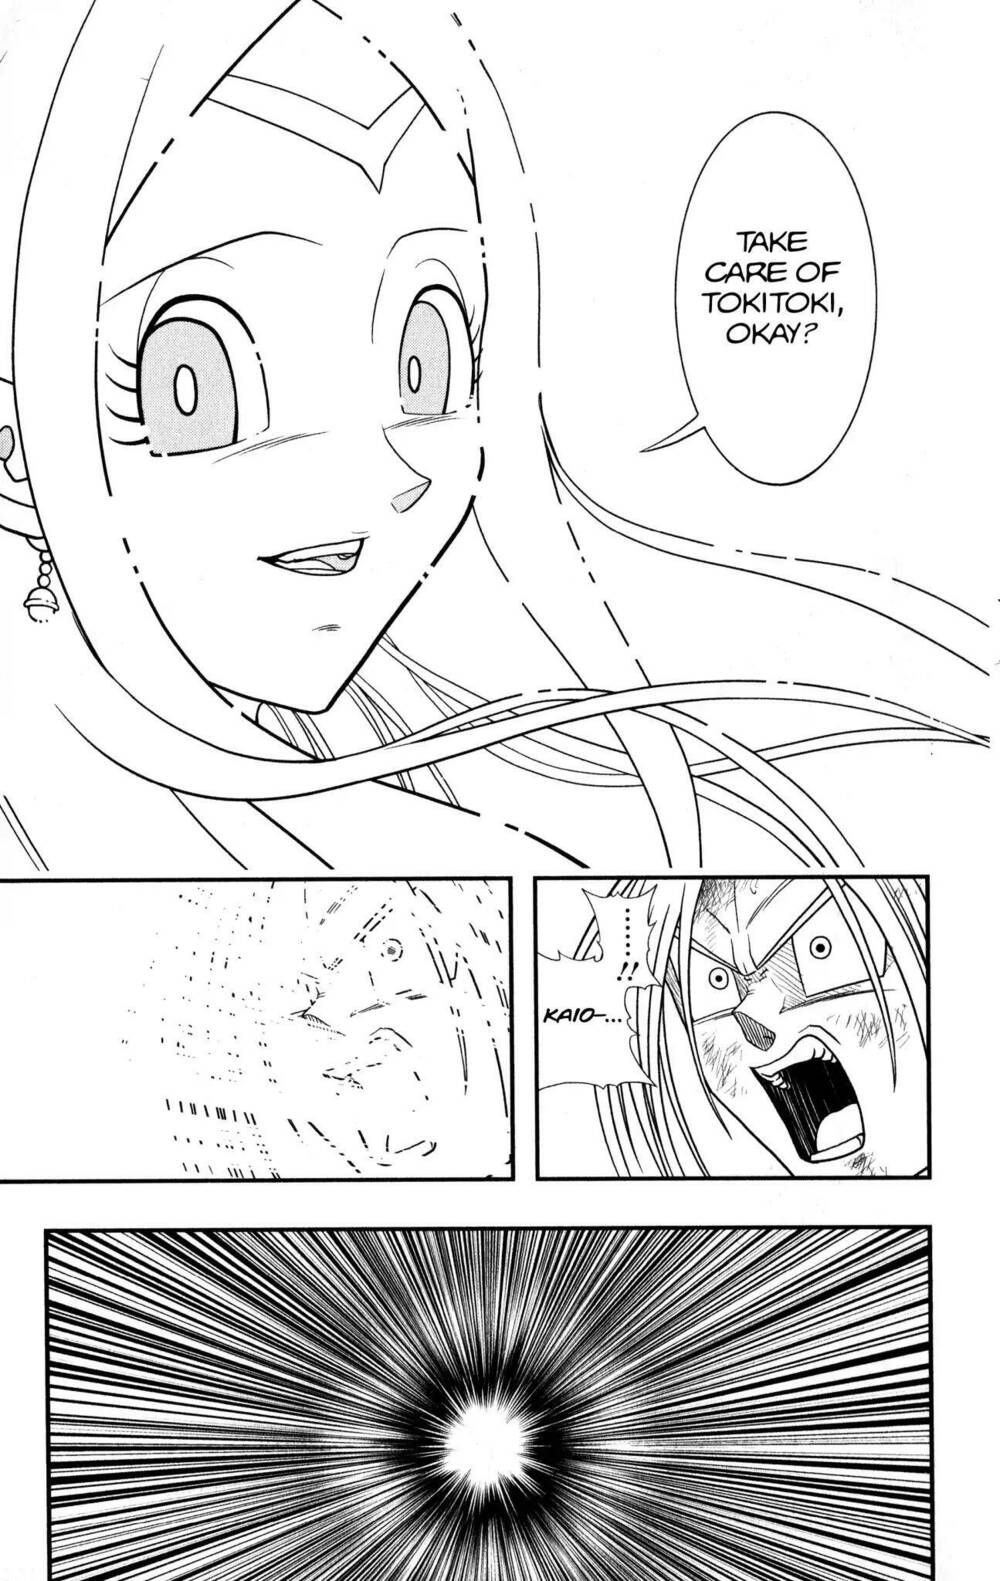 TAKE
CARE OF
TOKITOKI,
OKAY?
......!!
KAIO-...